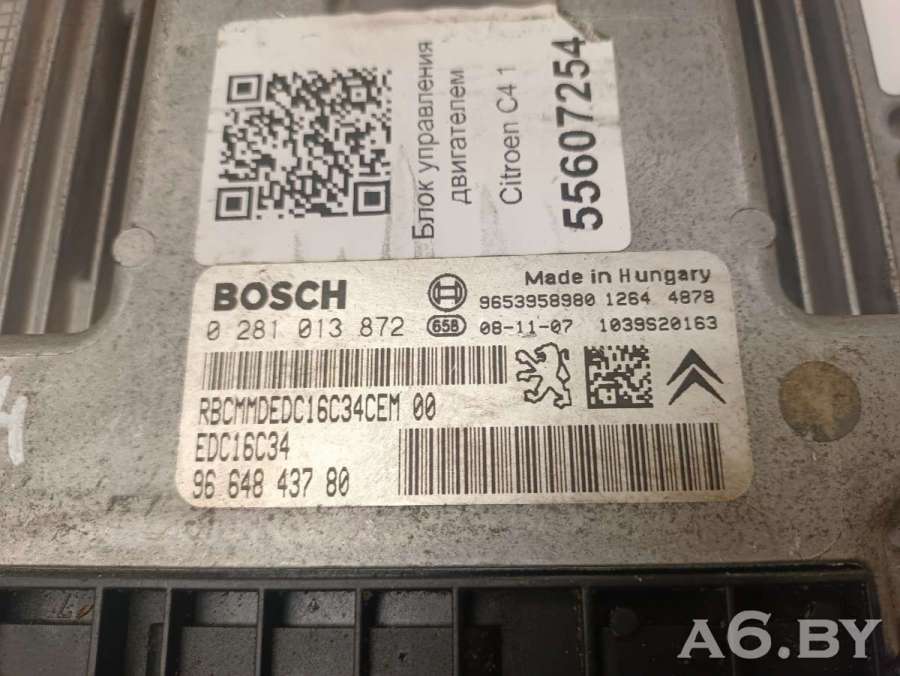 Блок управления
двигателем
Citroen C4 1
55607254
BOSCH
Made in Hungary
9653958980 1264 4878
0 281 013 872 658 08-11-07 1039S20163
RBCMMDEDC16C34CEM 00
EDC16C34
96 648 437 80
A6.BY